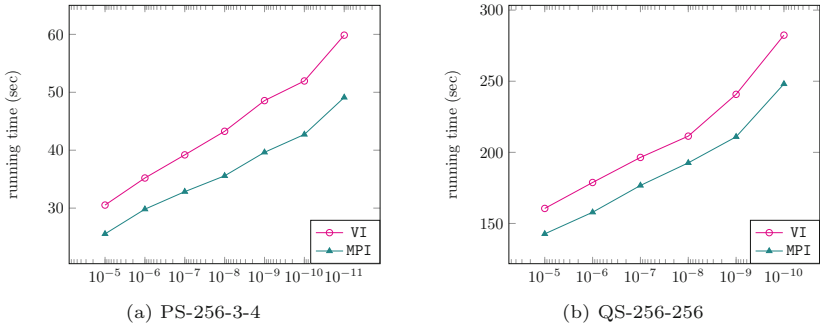 60
50
40
30
running time (sec)
VI
MPI
10⁻⁵ 10⁻⁶ 10⁻⁷ 10⁻⁸ 10⁻⁹ 10⁻¹⁰ 10⁻¹¹
(a) PS-256-3-4
300
250
200
150
running time (sec)
VI
MPI
10⁻⁵ 10⁻⁶ 10⁻⁷ 10⁻⁸ 10⁻⁹ 10⁻¹⁰
(b) QS-256-256